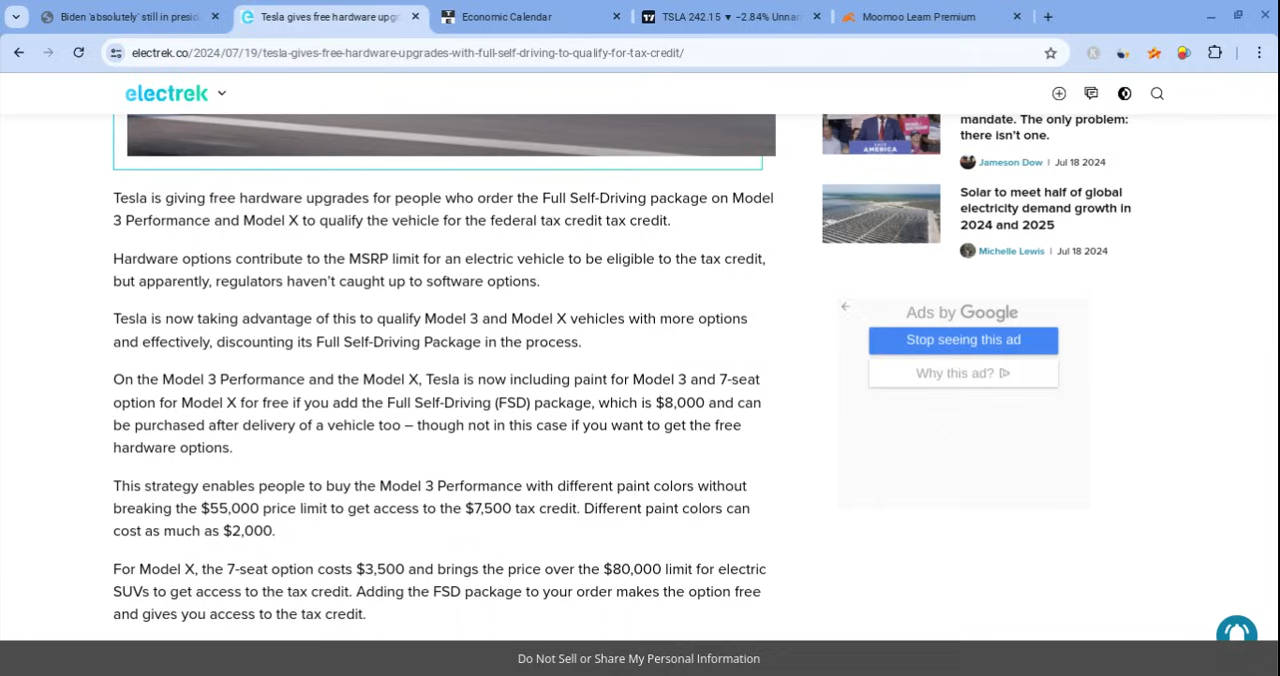 Biden 'absolutely' still in presid
Tesla gives free hardware upgr
Economic Calendar
TSLA 242.15 ▼ −2.84% Unnar
Moomoo Learn Premium
electrek.co/2024/07/19/tesla-gives-free-hardware-upgrades-with-full-self-driving-to-qualify-for-tax-credit/
electrek
mandate. The only problem:
there isn't one.
Jameson Dow | Jul 18 2024
AMERICA
Solar to meet half of global
electricity demand growth in
2024 and 2025
Michelle Lewis | Jul 18 2024
Tesla is giving free hardware upgrades for people who order the Full Self-Driving package on Model
3 Performance and Model X to qualify the vehicle for the federal tax credit tax credit.
Hardware options contribute to the MSRP limit for an electric vehicle to be eligible to the tax credit,
but apparently, regulators haven't caught up to software options.
Tesla is now taking advantage of this to qualify Model 3 and Model X vehicles with more options
and effectively, discounting its Full Self-Driving Package in the process.
On the Model 3 Performance and the Model X, Tesla is now including paint for Model 3 and 7-seat
option for Model X for free if you add the Full Self-Driving (FSD) package, which is $8,000 and can
be purchased after delivery of a vehicle too – though not in this case if you want to get the free
hardware options.
This strategy enables people to buy the Model 3 Performance with different paint colors without
breaking the $55,000 price limit to get access to the $7,500 tax credit. Different paint colors can
cost as much as $2,000.
For Model X, the 7-seat option costs $3,500 and brings the price over the $80,000 limit for electric
SUVs to get access to the tax credit. Adding the FSD package to your order makes the option free
and gives you access to the tax credit.
Ads by Google
Stop seeing this ad
Why this ad?
Do Not Sell or Share My Personal Information